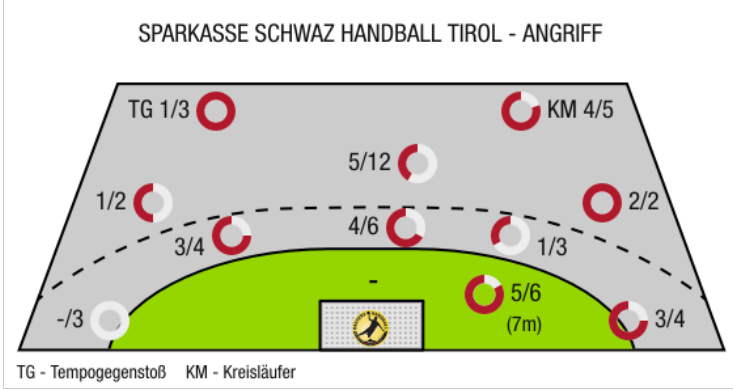 SPARKASSE SCHWAZ HANDBALL TIROL - ANGRIFF
TG 1/3
KM 4/5
5/12
1/2
2/2
4/6
3/4
1/3
-
5/6
(7m)
-/3
3/4
TG - Tempogegenstoß KM - Kreisläufer